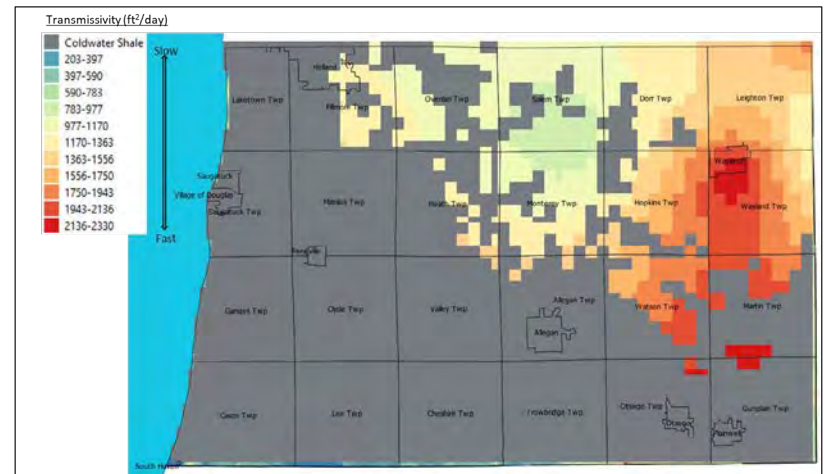 Transmissivity (ft²/day)
Coldwater Shale
203-397
397-590
590-783
783-977
977-1170
1170-1363
1363-1556
1556-1750
1750-1943
1943-2136
2136-2330
Slow
Fast
Holland
Laketown Twp
Fillmore Twp
Overisel Twp
Salem Twp
Dorr Twp
Leighton Twp
Wayland
Saugatuck
Village of Douglas
Saugatuck Twp
Manlius Twp
Heath Twp
Monterey Twp
Hopkins Twp
Wayland Twp
Fennville
Ganges Twp
Clyde Twp
Valley Twp
Allegan Twp
Allegan
Watson Twp
Martin Twp
Casco Twp
Lee Twp
Cheshire Twp
Trowbridge Twp
Otsego Twp
Otsego
Gunplain Twp
Plainwell
South Haven